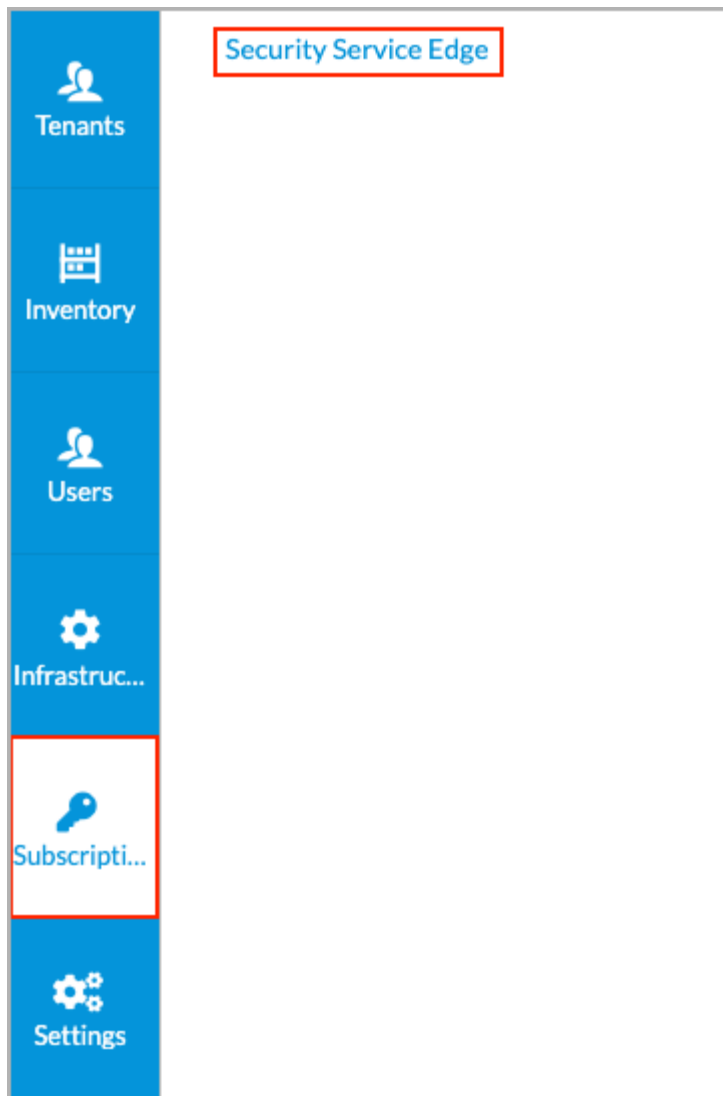 Security Service Edge
Tenants
Inventory
Users
Infrastruc...
Subscripti...
Settings